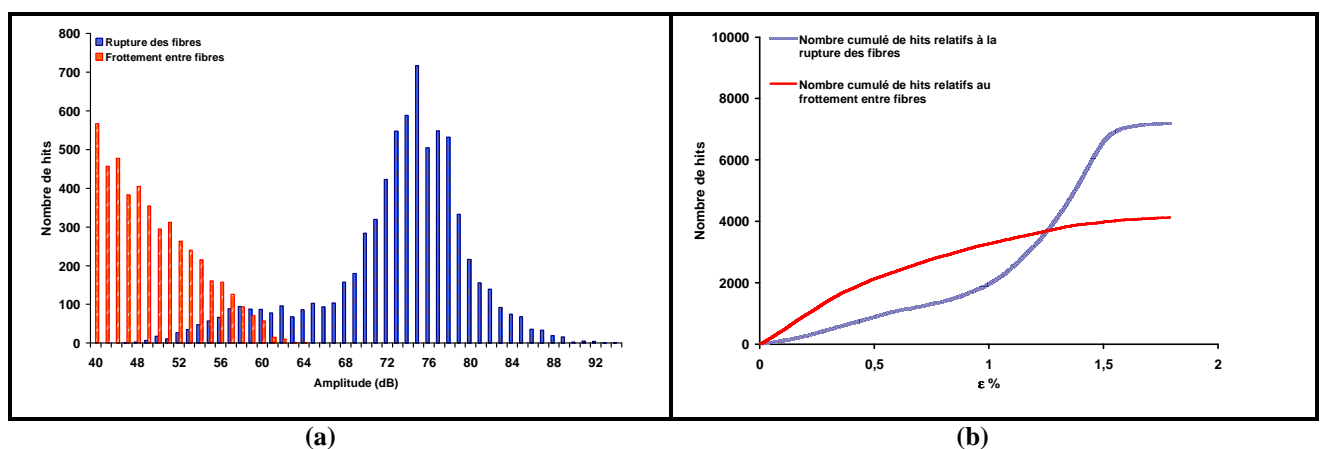 800
700
600
500
400
300
200
100
0
Nombre de hits
Rupture des fibres
Frottement entre fibres
40 48 52 56 60 64 68 72 76 80 84 88 92
Amplitude (dB)
(a)
10000
8000
6000
4000
2000
0
Nombre de hits
Nombre cumulé de hits relatifs à la
rupture des fibres
Nombre cumulé de hits relatifs au
frottement entre fibres
0 0,5 1 1,5 2
ε %
(b)